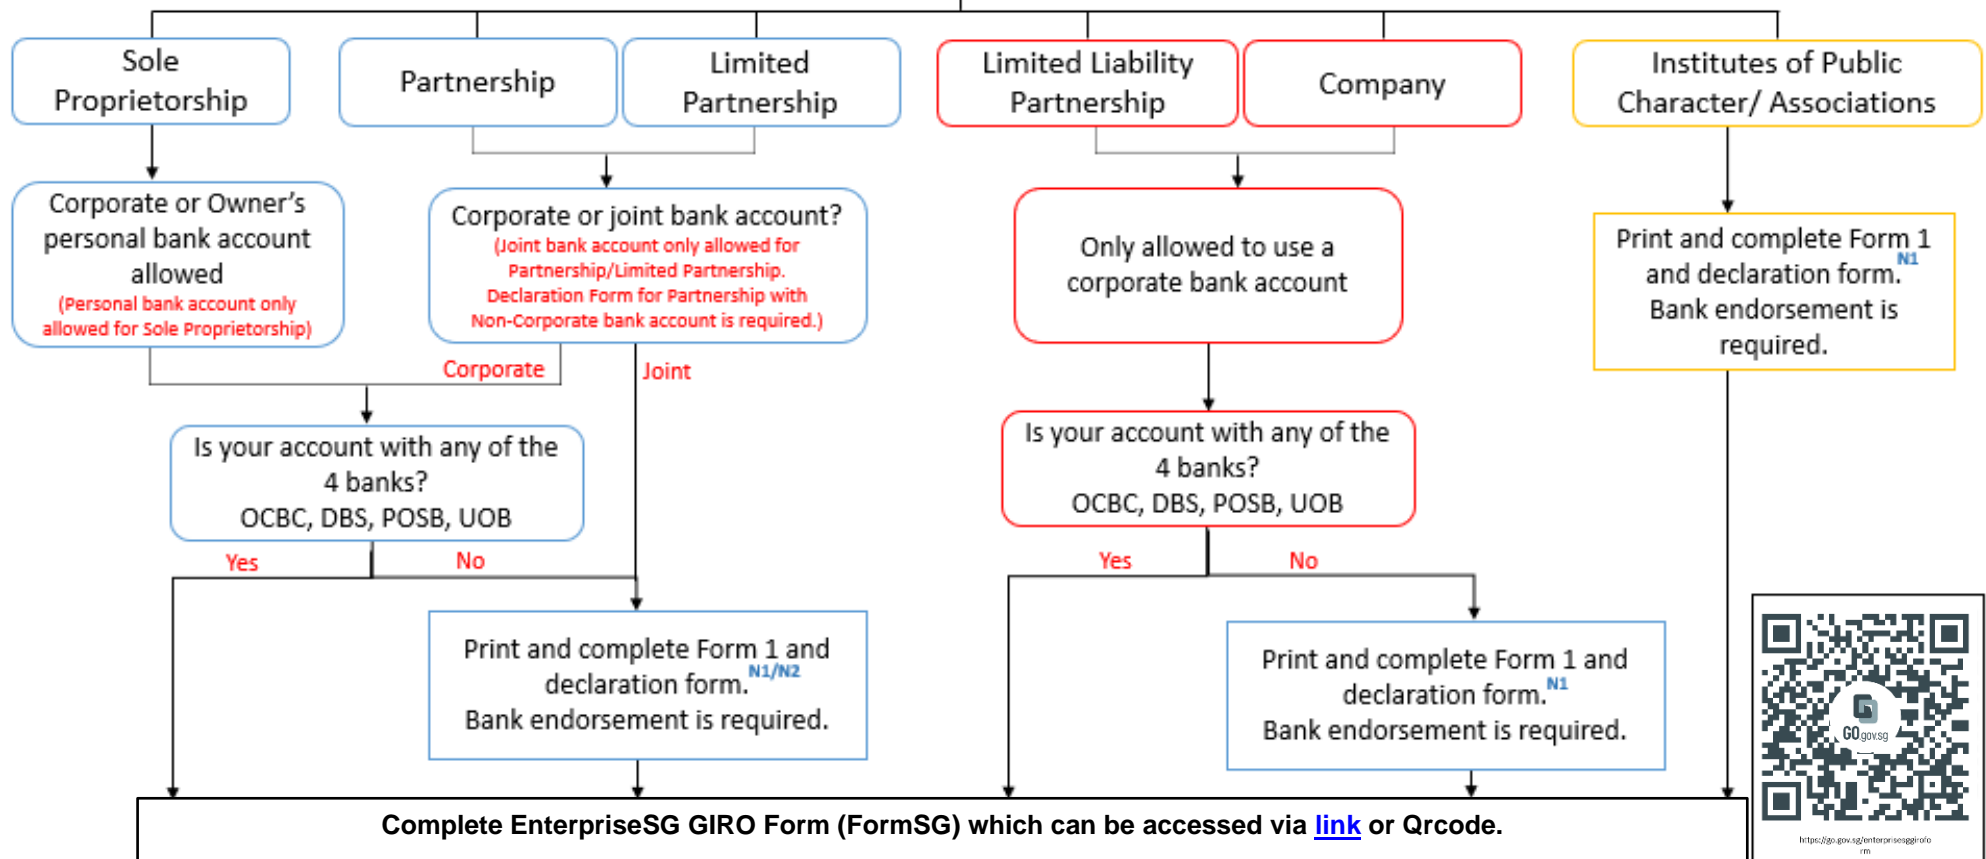 Sole
Proprietorship
Partnership
Limited
Partnership
Limited Liability
Partnership
Company
Institutes of Public
Character/ Associations
Corporate or Owner's
personal bank account
allowed
(Personal bank account only
allowed for Sole Proprietorship)
Corporate or joint bank account?
(Joint bank account only allowed for
Partnership/Limited Partnership.
Declaration Form for Partnership with
Non-Corporate bank account is required.)
Only allowed to use a
corporate bank account
Print and complete Form 1
and declaration form.N1
Bank endorsement is
required.
Corporate
Joint
Is your account with any of the
4 banks?
OCBC, DBS, POSB, UOB
Is your account with any of the
4 banks?
OCBC, DBS, POSB, UOB
Yes
No
Yes
No
Print and complete Form 1 and
declaration form.N1/N2
Bank endorsement is required.
Print and complete Form 1 and
declaration form.N1
Bank endorsement is required.
GO.gov.sg
https://go.gov.sg/enterprisesggirofo
rm
Complete EnterpriseSG GIRO Form (FormSG) which can be accessed via link or Qrcode.